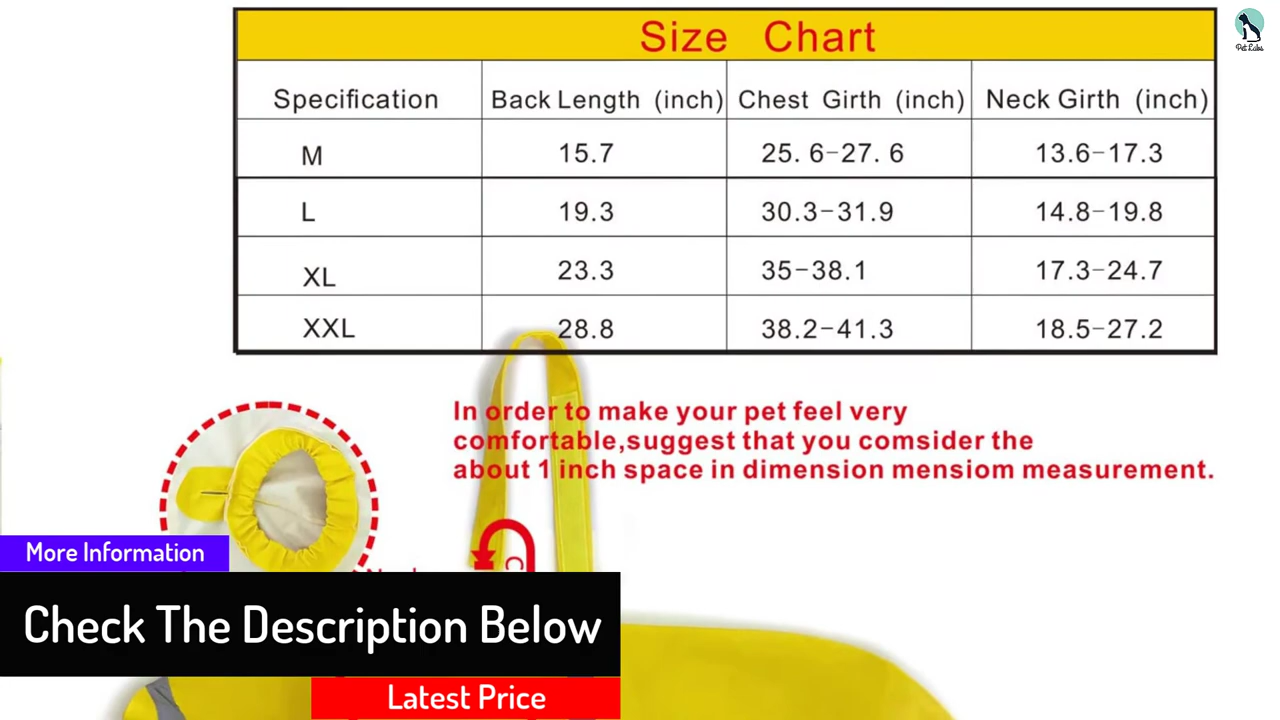 Size Chart
Pet Labs
Specification Back Length (inch) Chest Girth (inch) Neck Girth (inch)
M 15.7 25. 6-27. 6 13.6-17.3
L 19.3 30.3-31.9 14.8-19.8
XL 23.3 35-38.1 17.3-24.7
XXL 28.8 38.2-41.3 18.5-27.2
In order to make your pet feel very
comfortable,suggest that you comsider the
about 1 inch space in dimension mensiom measurement.
More Information
Check The Description Below
Latest Price